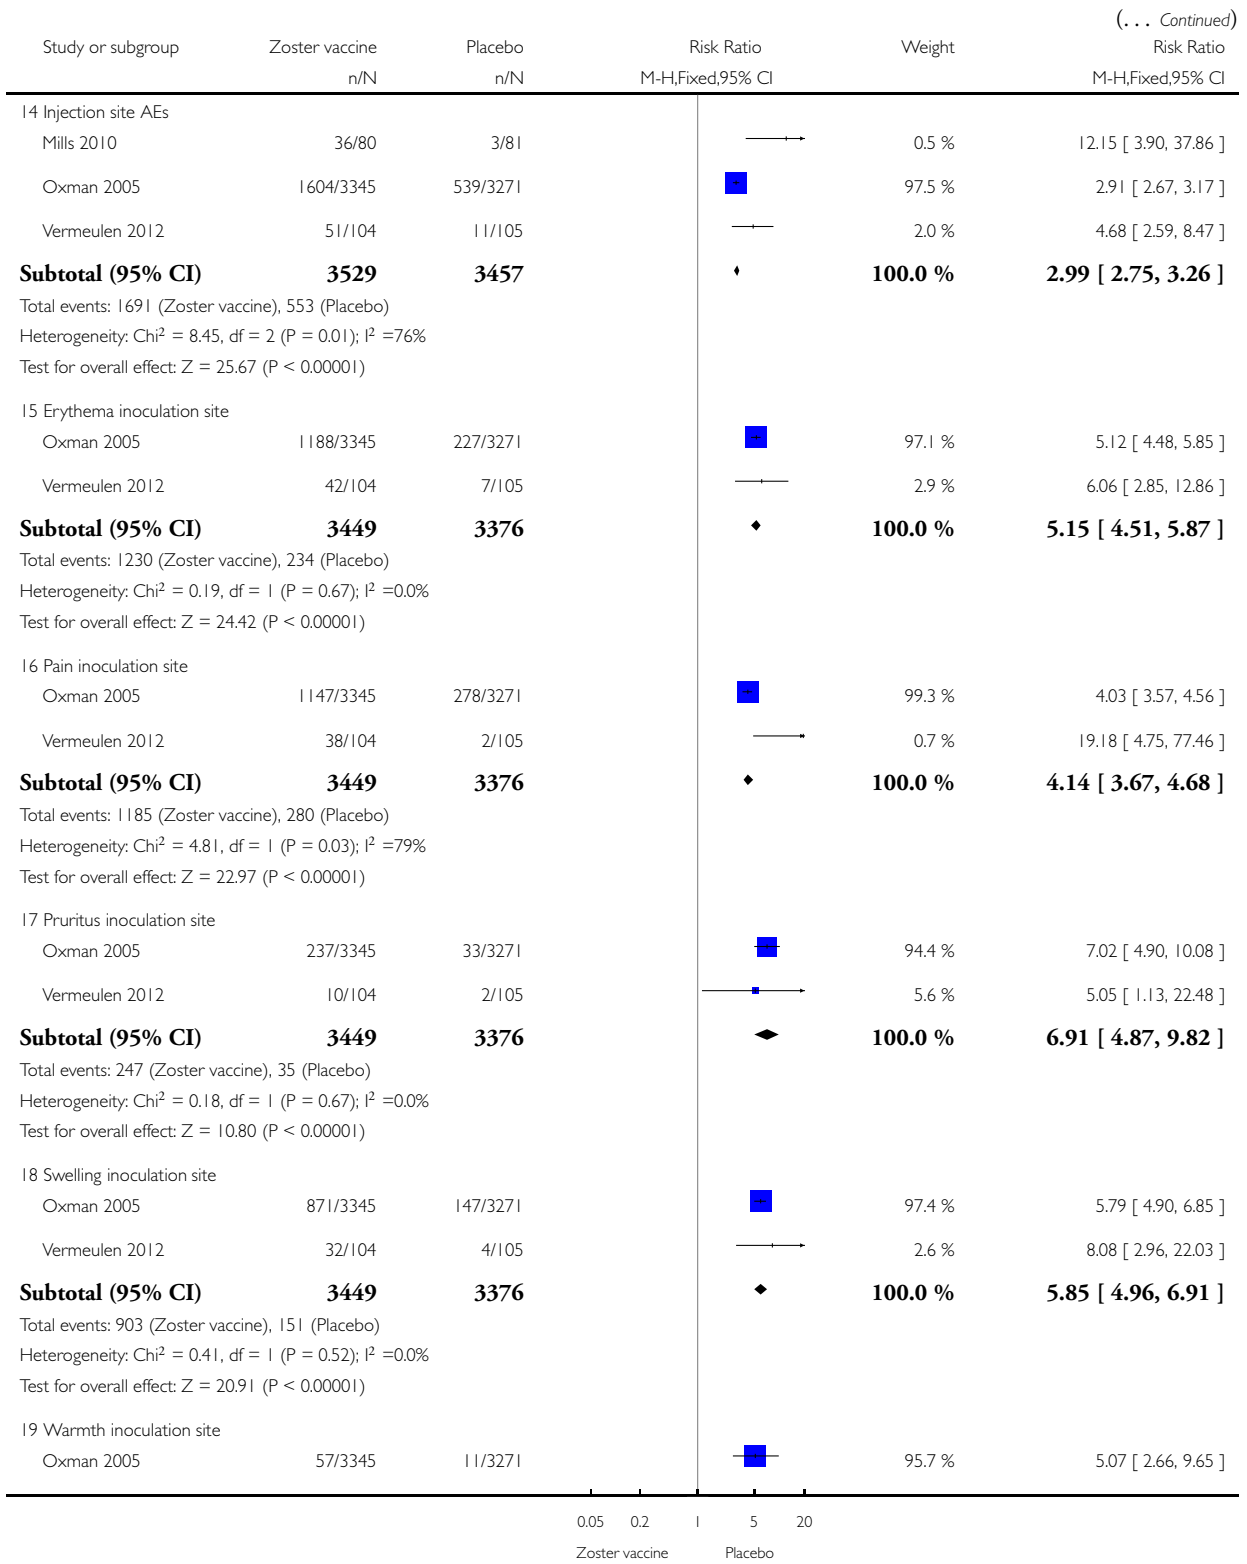 (... Continued)
Study or subgroup Zoster vaccine Placebo Risk Ratio Weight Risk Ratio
n/N n/N M-H,Fixed,95% CI M-H,Fixed,95% CI
14 Injection site AEs
Mills 2010 36/80 3/81 0.5 % 12.15 [ 3.90, 37.86 ]
Oxman 2005 1604/3345 539/3271 97.5 % 2.91 [ 2.67, 3.17 ]
Vermeulen 2012 51/104 11/105 2.0 % 4.68 [ 2.59, 8.47 ]
Subtotal (95% CI) 3529 3457 100.0 % 2.99 [ 2.75, 3.26 ]
Total events: 1691 (Zoster vaccine), 553 (Placebo)
Heterogeneity: Chi² = 8.45, df = 2 (P = 0.01); I² =76%
Test for overall effect: Z = 25.67 (P < 0.00001)
15 Erythema inoculation site
Oxman 2005 1188/3345 227/3271 97.1 % 5.12 [ 4.48, 5.85 ]
Vermeulen 2012 42/104 7/105 2.9 % 6.06 [ 2.85, 12.86 ]
Subtotal (95% CI) 3449 3376 100.0 % 5.15 [ 4.51, 5.87 ]
Total events: 1230 (Zoster vaccine), 234 (Placebo)
Heterogeneity: Chi² = 0.19, df = 1 (P = 0.67); I² =0.0%
Test for overall effect: Z = 24.42 (P < 0.00001)
16 Pain inoculation site
Oxman 2005 1147/3345 278/3271 99.3 % 4.03 [ 3.57, 4.56 ]
Vermeulen 2012 38/104 2/105 0.7 % 19.18 [ 4.75, 77.46 ]
Subtotal (95% CI) 3449 3376 100.0 % 4.14 [ 3.67, 4.68 ]
Total events: 1185 (Zoster vaccine), 280 (Placebo)
Heterogeneity: Chi² = 4.81, df = 1 (P = 0.03); I² =79%
Test for overall effect: Z = 22.97 (P < 0.00001)
17 Pruritus inoculation site
Oxman 2005 237/3345 33/3271 94.4 % 7.02 [ 4.90, 10.08 ]
Vermeulen 2012 10/104 2/105 5.6 % 5.05 [ 1.13, 22.48 ]
Subtotal (95% CI) 3449 3376 100.0 % 6.91 [ 4.87, 9.82 ]
Total events: 247 (Zoster vaccine), 35 (Placebo)
Heterogeneity: Chi² = 0.18, df = 1 (P = 0.67); I² =0.0%
Test for overall effect: Z = 10.80 (P < 0.00001)
18 Swelling inoculation site
Oxman 2005 871/3345 147/3271 97.4 % 5.79 [ 4.90, 6.85 ]
Vermeulen 2012 32/104 4/105 2.6 % 8.08 [ 2.96, 22.03 ]
Subtotal (95% CI) 3449 3376 100.0 % 5.85 [ 4.96, 6.91 ]
Total events: 903 (Zoster vaccine), 151 (Placebo)
Heterogeneity: Chi² = 0.41, df = 1 (P = 0.52); I² =0.0%
Test for overall effect: Z = 20.91 (P < 0.00001)
19 Warmth inoculation site
Oxman 2005 57/3345 11/3271 95.7 % 5.07 [ 2.66, 9.65 ]
0.05 0.2 1 5 20
Zoster vaccine Placebo